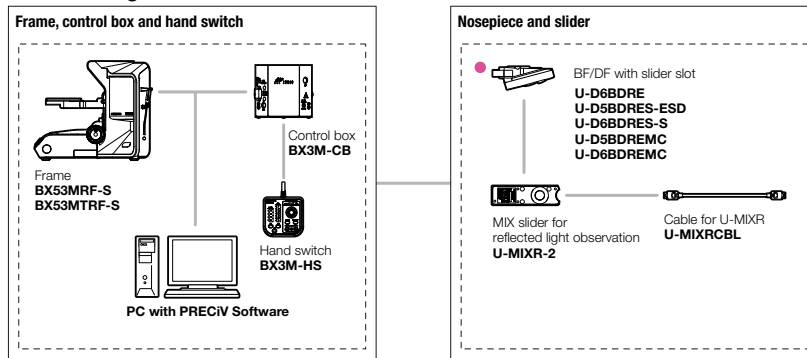 Frame, control box and hand switch
Frame
BX53MRF-S
BX53MTRF-S
Control box
BX3M-CB
Hand switch
BX3M-HS
PC with PRECiV Software
Nosepiece and slider
BF/DF with slider slot
U-D6BDRE
U-D5BDRES-ESD
U-D6BDRES-S
U-D5BDREMC
U-D6BDREMC
MIX slider for
reflected light observation
U-MIXR-2
Cable for U-MIXR
U-MIXRCBL